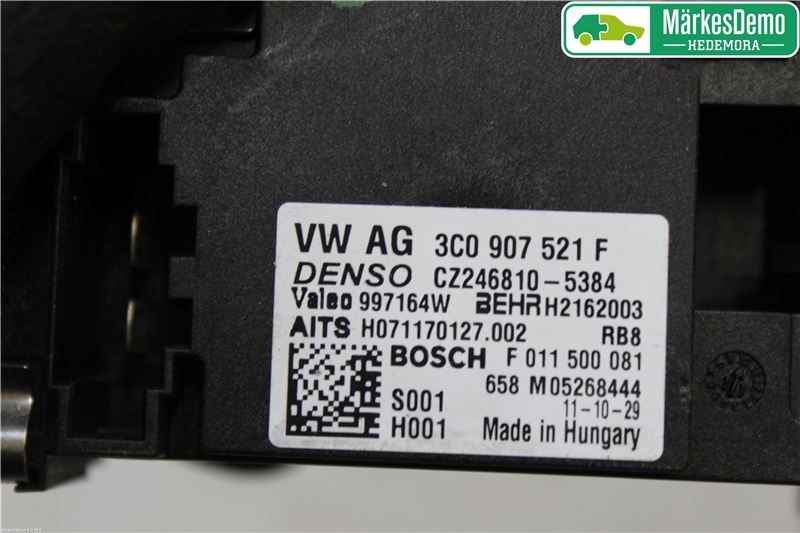 MärkesDemo
HEDEMORA
VW AG 3C0 907 521 F
DENSO CZ246810-5384
Valeo 997164W BEHR H2162003
AITS H071170127.002 RB8
BOSCH F 011 500 081
658 M05268444
S001 11-10-29
H001 Made in Hungary